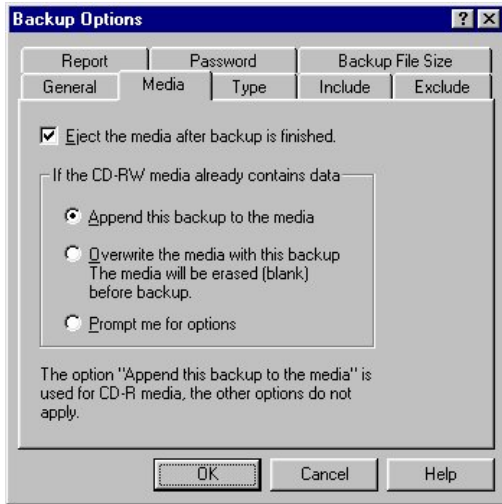 Backup Options
Report Password Backup File Size
General Media Type Include Exclude
Eject the media after backup is finished.
If the CD-RW media already contains data
Append this backup to the media
Overwrite the media with this backup
The media will be erased (blank)
before backup.
Prompt me for options
The option "Append this backup to the media" is
used for CD-R media, the other options do not
apply.
OK Cancel Help